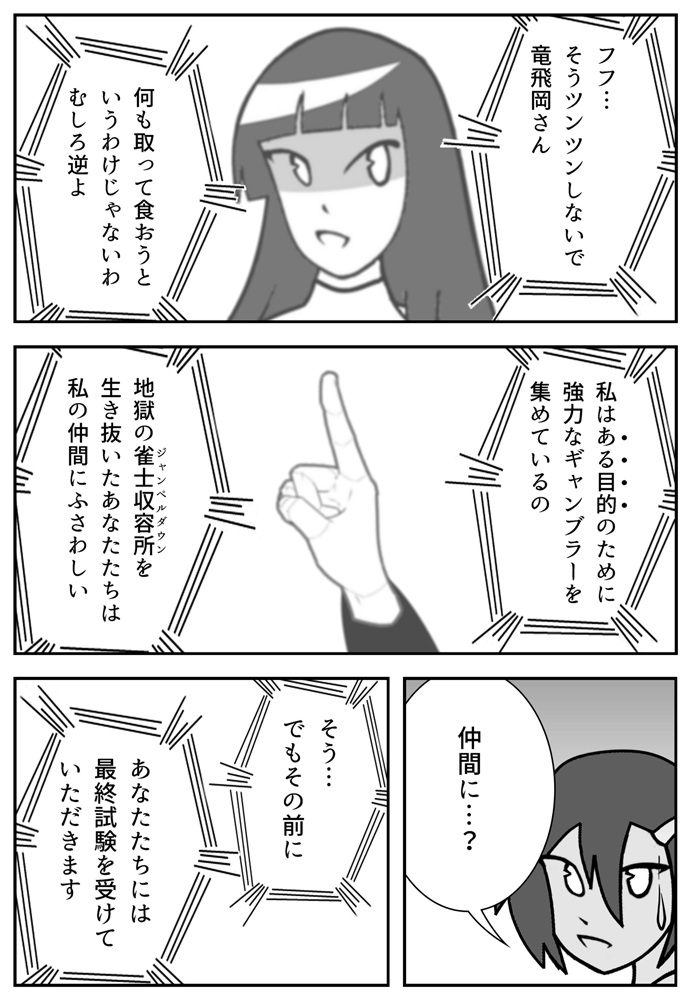 フフ…
そうツンツンしないで
竜飛岡さん
何も取って食おうと
いうわけじゃないわ
むしろ逆よ
私はある目的のために
強力なギャンブラーを
集めているの
地獄の雀士収容所を
ジャンベルダウン
生き抜いたあなたたちは
私の仲間にふさわしい
仲間に…?
そう…
でもその前に
あなたたちには
最終試験を受けて
いただきます